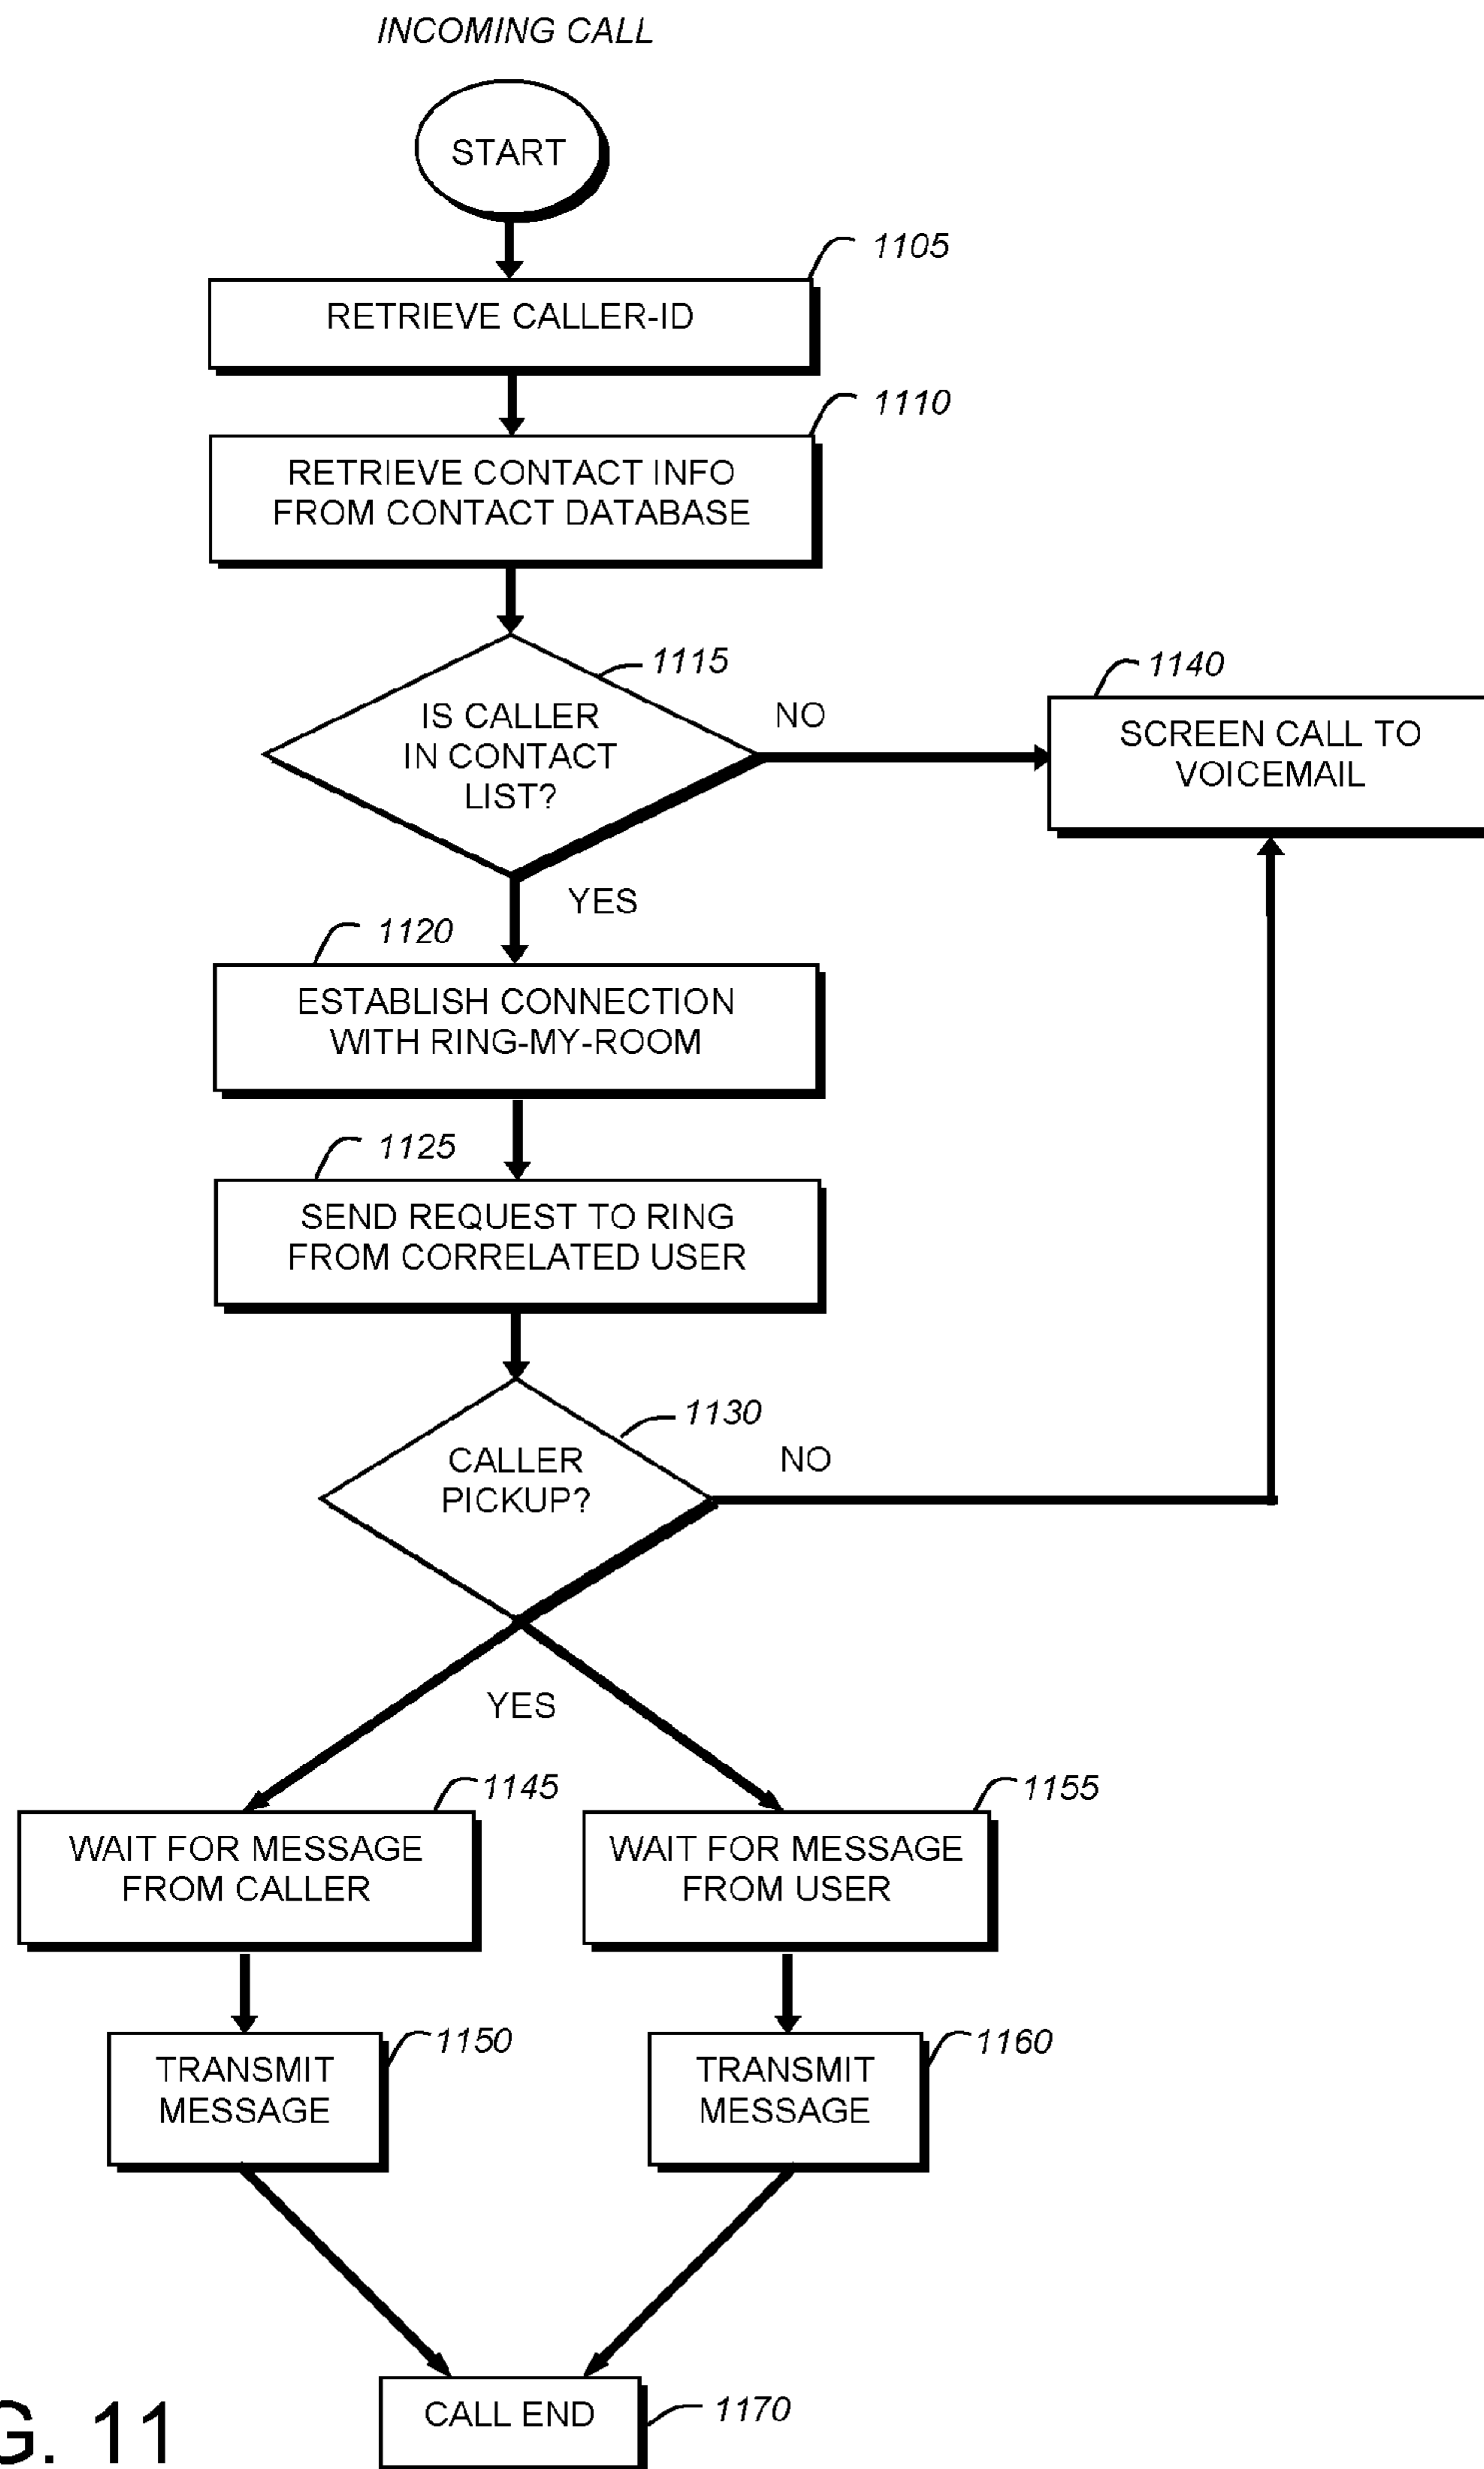 INCOMING CALL
START
1105
RETRIEVE CALLER-ID
1110
RETRIEVE CONTACT INFO
FROM CONTACT DATABASE
1115
IS CALLER
IN CONTACT
LIST?
NO
1140
SCREEN CALL TO
VOICEMAIL
YES
1120
ESTABLISH CONNECTION
WITH RING-MY-ROOM
1125
SEND REQUEST TO RING
FROM CORRELATED USER
1130
CALLER
PICKUP?
NO
YES
1145
WAIT FOR MESSAGE
FROM CALLER
1155
WAIT FOR MESSAGE
FROM USER
1150
TRANSMIT
MESSAGE
1160
TRANSMIT
MESSAGE
CALL END
1170
G. 11